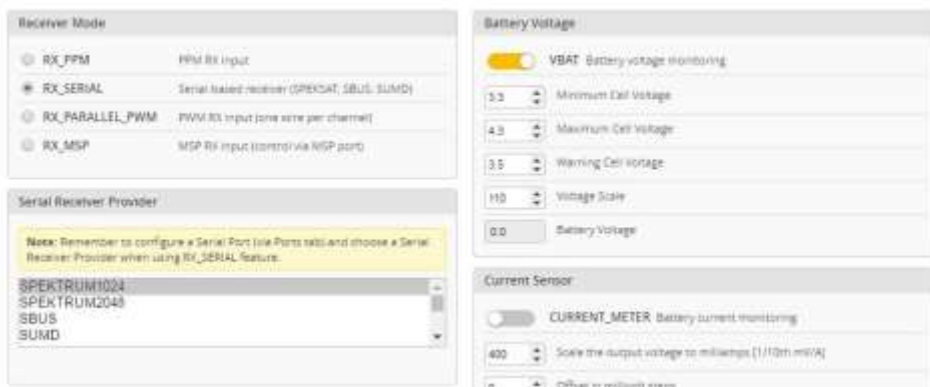 Receiver Mode
RX_PPM PPM RX input
RX_SERIAL Serial based receiver (SPEKSAT, SBUS, SUMD)
RX_PARALLEL_PWM PWM RX input (one wire per channel)
RX_MSP MSP RX input (control via MSP port)
Serial Receiver Provider
Note: Remember to configure a Serial Port (via Ports tab) and choose a Serial
Receiver Provider when using RX_SERIAL feature.
SPEKTRUM1024
SPEKTRUM2048
SBUS
SUMD
Battery Voltage
VBAT Battery voltage monitoring
3.3 Minimum Cell Voltage
4.3 Maximum Cell Voltage
3.5 Warning Cell Voltage
110 Voltage Scale
0.0 Battery Voltage
Current Sensor
CURRENT_METER Battery current monitoring
400 Scale the output voltage to milliamps [1/10th mV/A]
0 Offset in millivolt steps